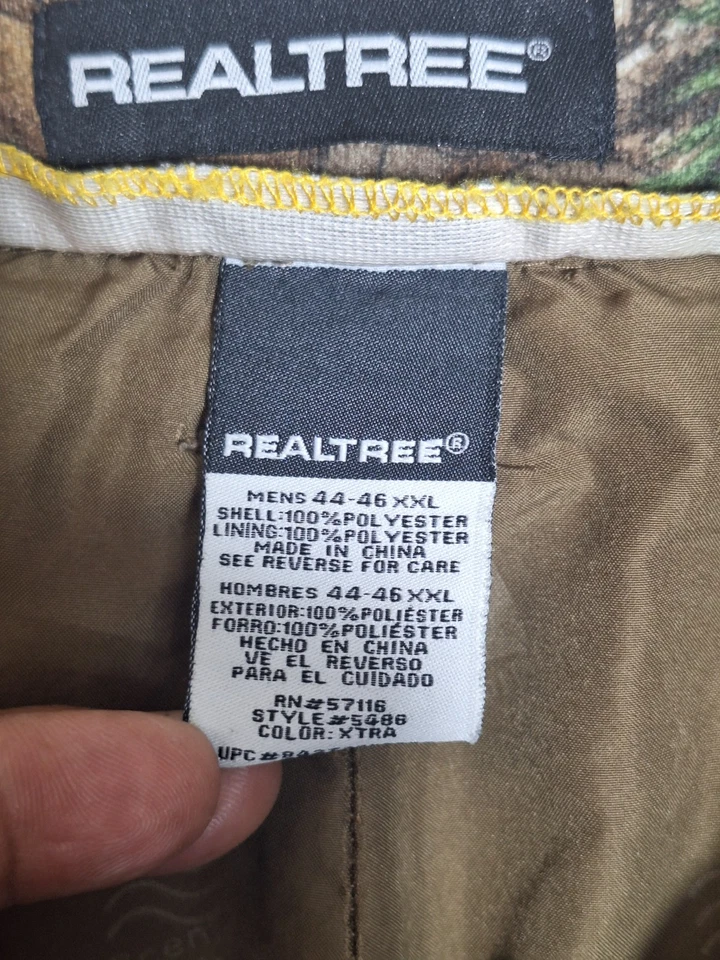 REALTREE®
REALTREE®
MENS 44-46 XXL
SHELL:100%POLYESTER
LINING:100%POLYESTER
MADE IN CHINA
SEE REVERSE FOR CARE
HOMBRES 44-46 XXL
EXTERIOR:100%POLIÉSTER
FORRO:100%POLIÉSTER
HECHO EN CHINA
VE EL REVERSO
PARA EL CUIDADO
RN#57116
STYLE#5486
COLOR: XTRA
UPC#